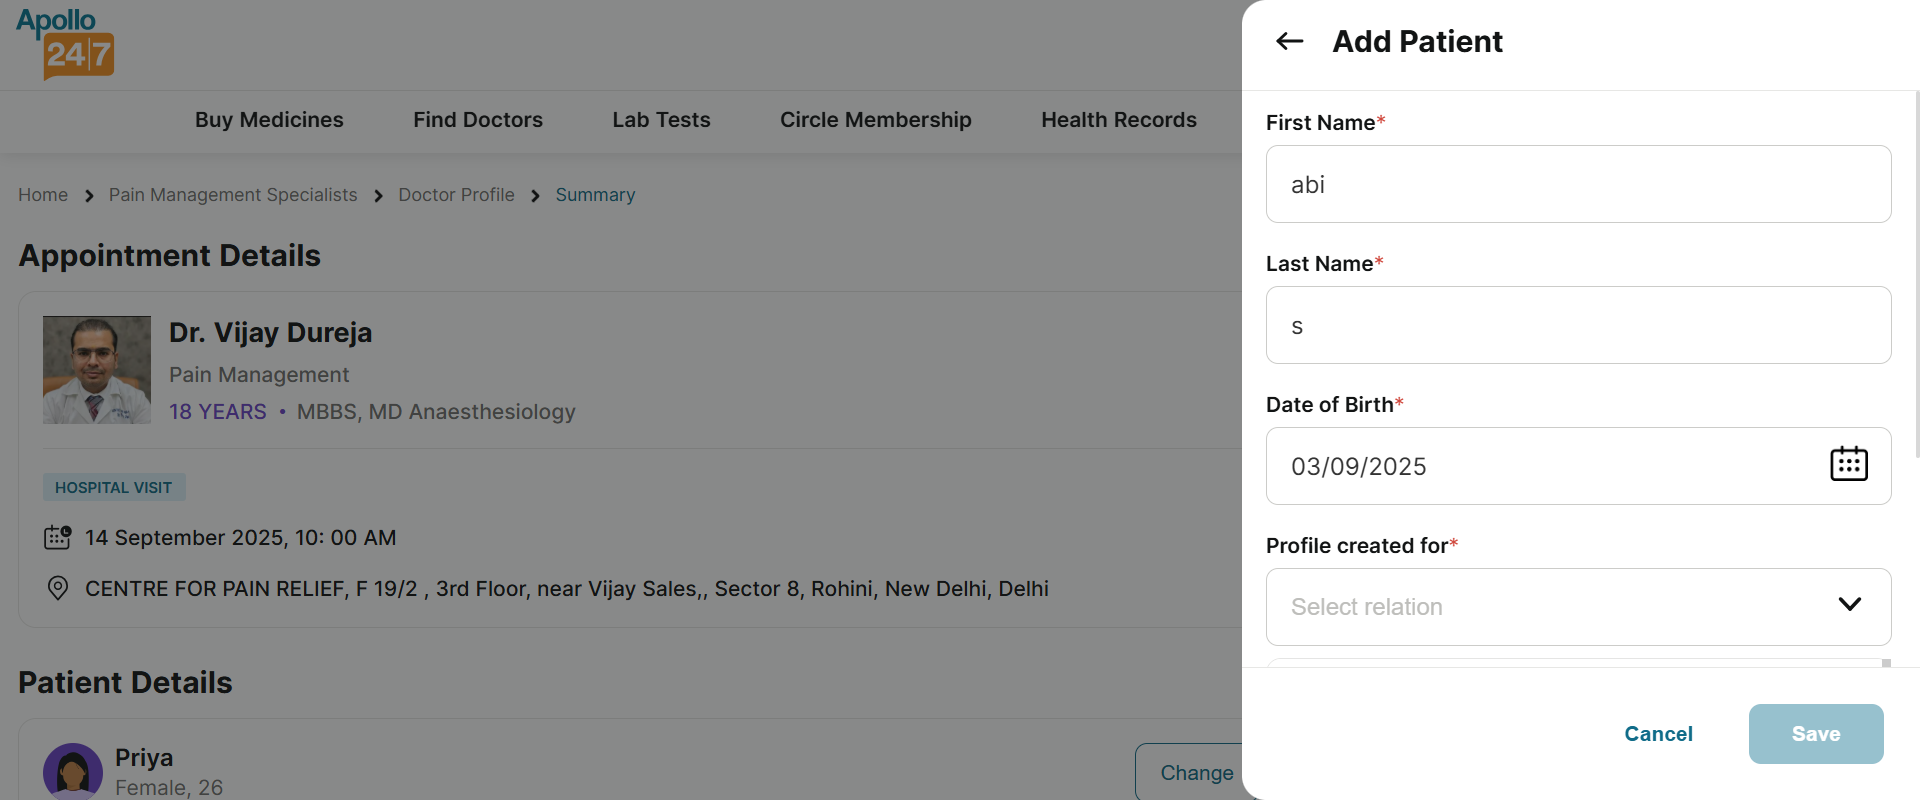 Apollo
24|7
Buy Medicines
Find Doctors
Lab Tests
Circle Membership
Health Records
Home
Pain Management Specialists
Doctor Profile
Summary
Appointment Details
Dr. Vijay Dureja
Pain Management
18 YEARS • MBBS, MD Anaesthesiology
HOSPITAL VISIT
14 September 2025, 10: 00 AM
CENTRE FOR PAIN RELIEF, F 19/2 , 3rd Floor, near Vijay Sales,, Sector 8, Rohini, New Delhi, Delhi
Patient Details
Priya
Female, 26
Change
Add Patient
First Name*
abi
Last Name*
s
Date of Birth*
03/09/2025
Profile created for*
Select relation
Cancel
Save